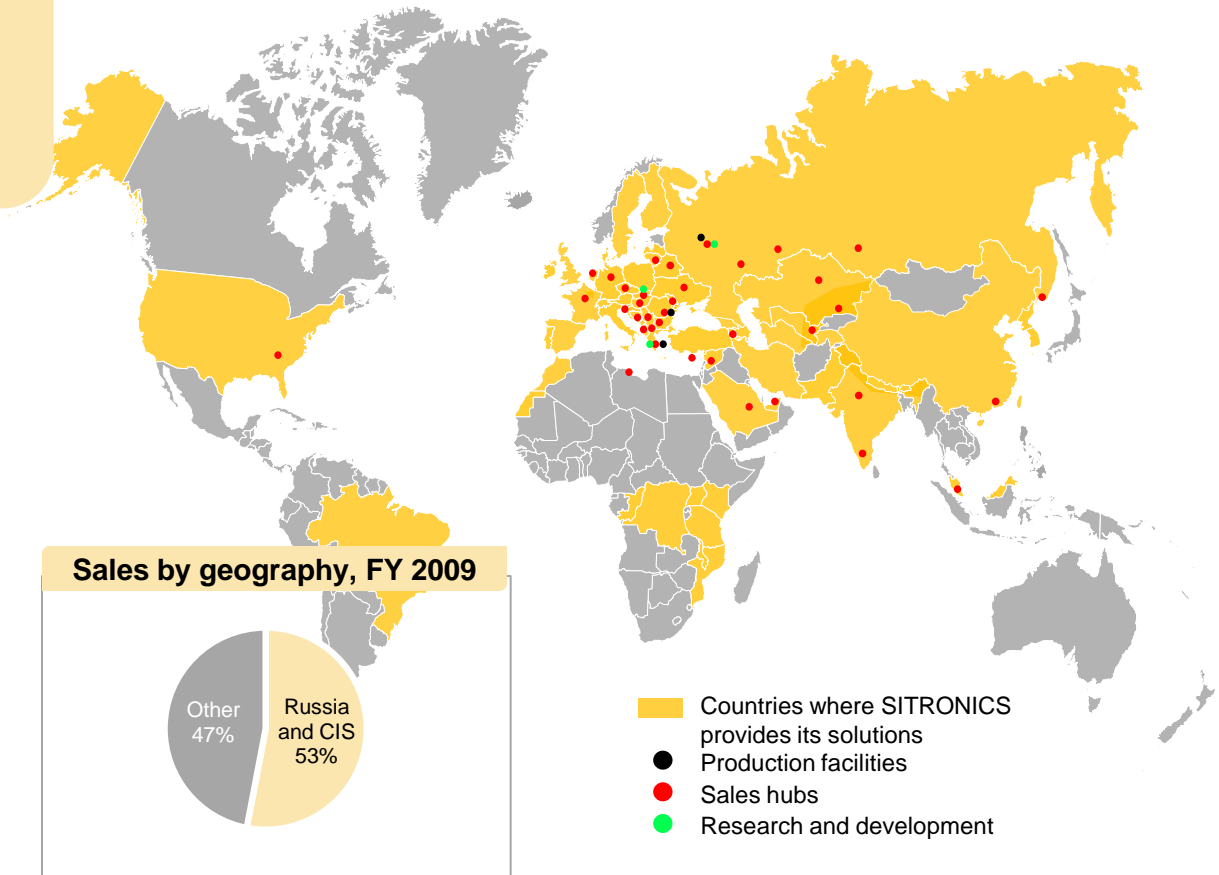 Sales by geography, FY 2009
Other
47%
Russia
and CIS
53%
Countries where SITRONICS
provides its solutions
Production facilities
Sales hubs
Research and development